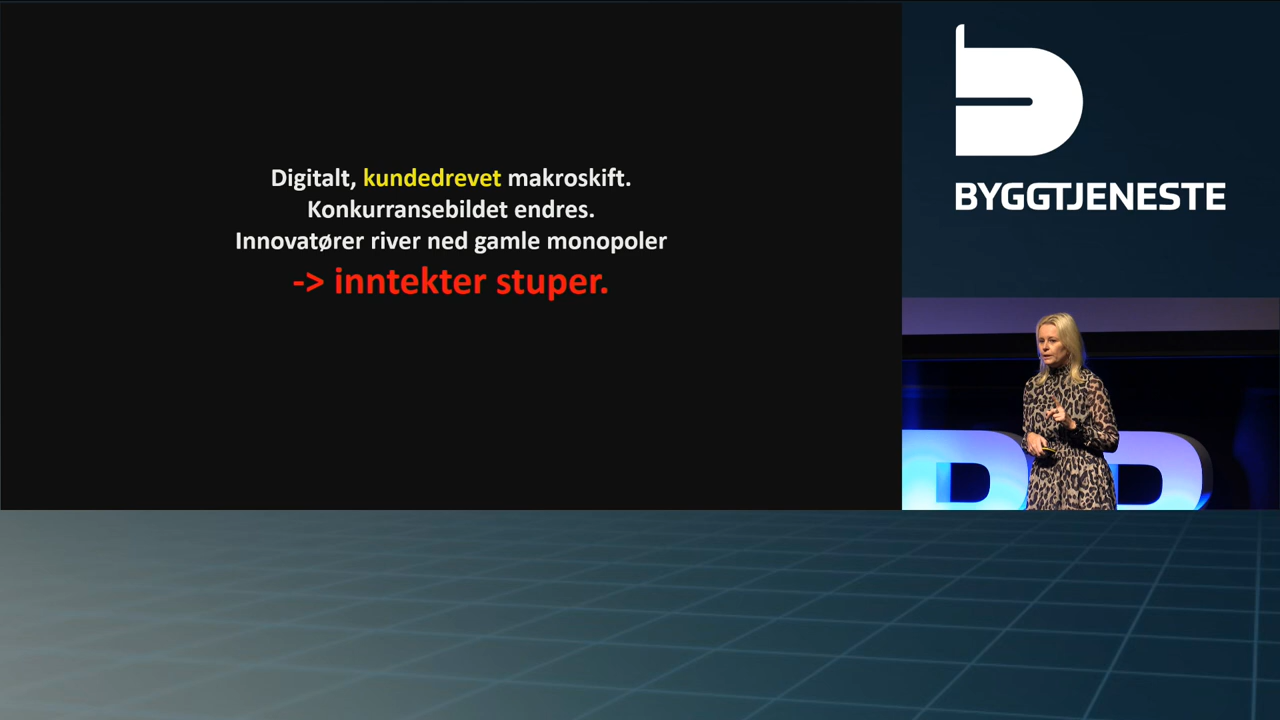 Digitalt, kundedrevet makroskift.
Konkurransebildet endres.
Innovatører river ned gamle monopoler
-> inntekter stuper.
BYGGTJENESTE